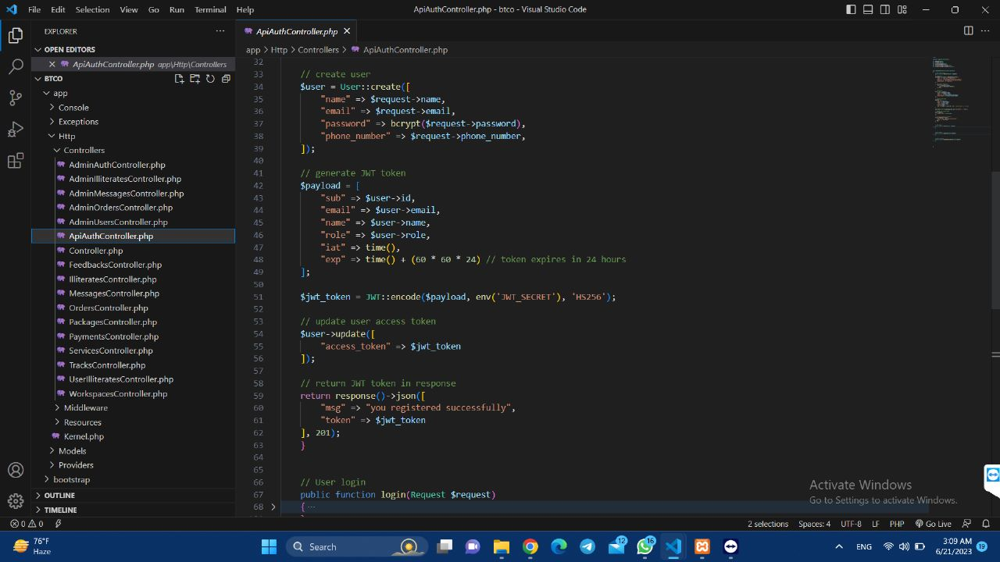 File Edit Selection View Go Run Terminal Help
ApiAuthController.php - btco - Visual Studio Code
EXPLORER
OPEN EDITORS
ApiAuthController.php app\Http\Controllers
BTCO
app
Console
Exceptions
Http
Controllers
AdminAuthController.php
AdminIlliteratesController.php
AdminMessagesController.php
AdminOrdersController.php
AdminUsersController.php
ApiAuthController.php
Controller.php
FeedbacksController.php
IlliteratesController.php
MessagesController.php
OrdersController.php
PackagesController.php
PaymentsController.php
ServicesController.php
TracksController.php
UserIlliteratesController.php
WorkspacesController.php
Middleware
Resources
Kernel.php
Models
Providers
bootstrap
OUTLINE
TIMELINE
ApiAuthController.php
app > Http > Controllers > ApiAuthController.php
32
33 // create user
34 $user = User::create([
35 "name" => $request->name,
36 "email" => $request->email,
37 "password" => bcrypt($request->password),
38 "phone_number" => $request->phone_number,
39 ]);
40
41 // generate JWT token
42 $payload = [
43 "sub" => $user->id,
44 "email" => $user->email,
45 "name" => $user->name,
46 "role" => $user->role,
47 "iat" => time(),
48 "exp" => time() + (60 * 60 * 24) // token expires in 24 hours
49 ];
50
51 $jwt_token = JWT::encode($payload, env('JWT_SECRET'), 'HS256');
52
53 // update user access token
54 $user->update([
55 "access_token" => $jwt_token
56 ]);
57
58 // return JWT token in response
59 return response()->json([
60 "msg" => "you registered successfully",
61 "token" => $jwt_token
62 ], 201);
63 }
64
65
66 // User login
67 public function login(Request $request)
68 { ···
Activate Windows
Go to Settings to activate Windows.
0 0
2 selections Spaces: 4 UTF-8 LF PHP Go Live
76°F
Haze
Search
12
16
ENG
3:09 AM
6/21/2023
19